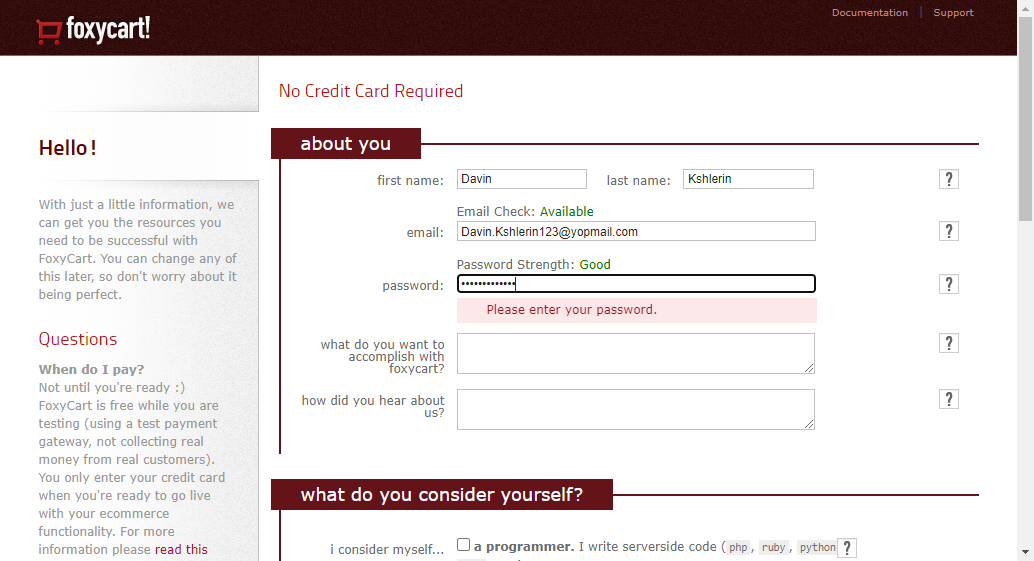 foxycart!
Documentation | Support
No Credit Card Required
Hello!
With just a little information, we
can get you the resources you
need to be successful with
FoxyCart. You can change any of
this later, so don't worry about it
being perfect.
Questions
When do I pay?
Not until you're ready :)
FoxyCart is free while you are
testing (using a test payment
gateway, not collecting real
money from real customers).
You only enter your credit card
when you're ready to go live
with your ecommerce
functionality. For more
information please read this
about you
first name: Davin last name: Kshlerin ?
Email Check: Available
email: Davin.Kshlerin123@yopmail.com ?
Password Strength: Good
password: ••••••••••••• ?
Please enter your password.
what do you want to
accomplish with
foxycart?
?
how did you hear about
us?
?
what do you consider yourself?
i consider myself... a programmer. I write serverside code (php, ruby, python ?